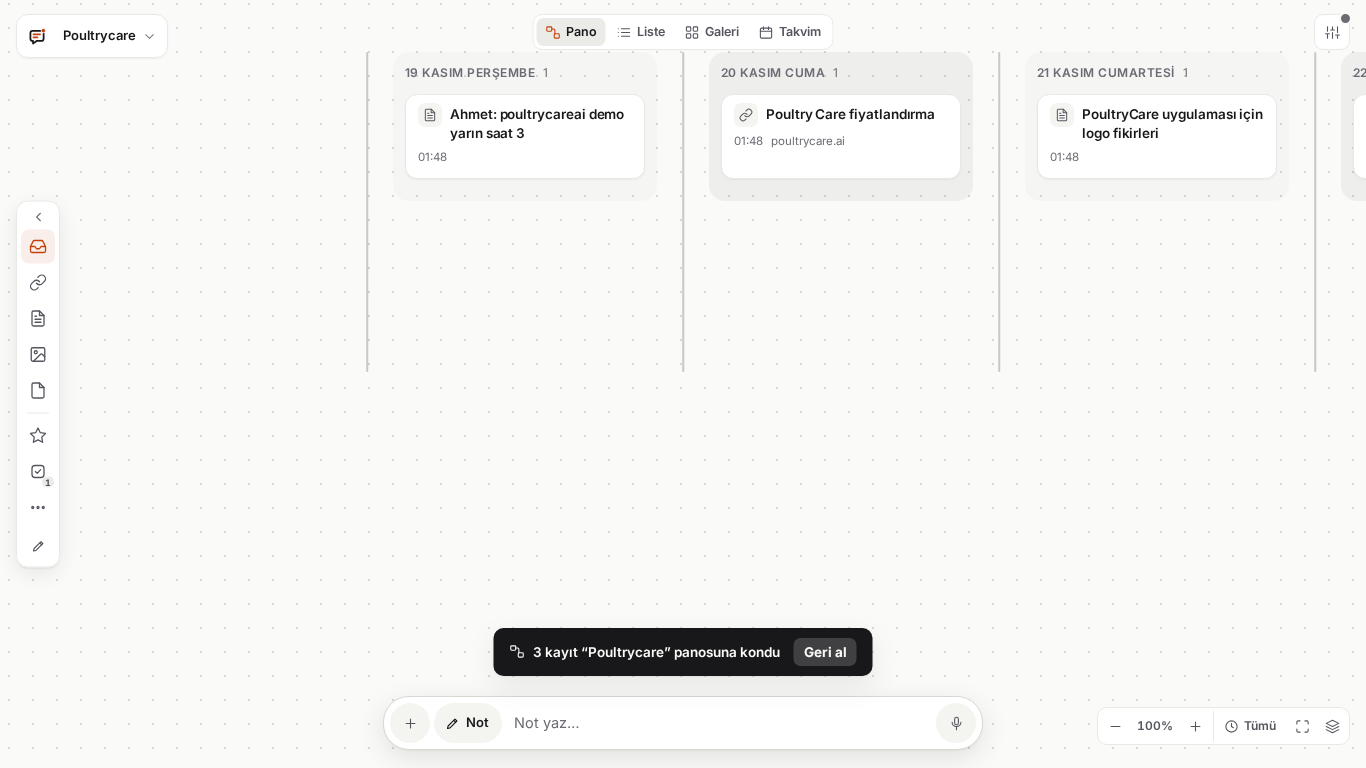 Poultrycare
Pano
Liste
Galeri
Takvim
19 KASIM PERŞEMBE 1
Ahmet: poultrycareai demo
yarın saat 3
01:48
20 KASIM CUMA 1
Poultry Care fiyatlandırma
01:48 poultrycare.ai
21 KASIM CUMARTESİ 1
PoultryCare uygulaması için
logo fikirleri
01:48
22
1
3 kayıt “Poultrycare” panosuna kondu
Geri al
Not
Not yaz...
100%
Tümü